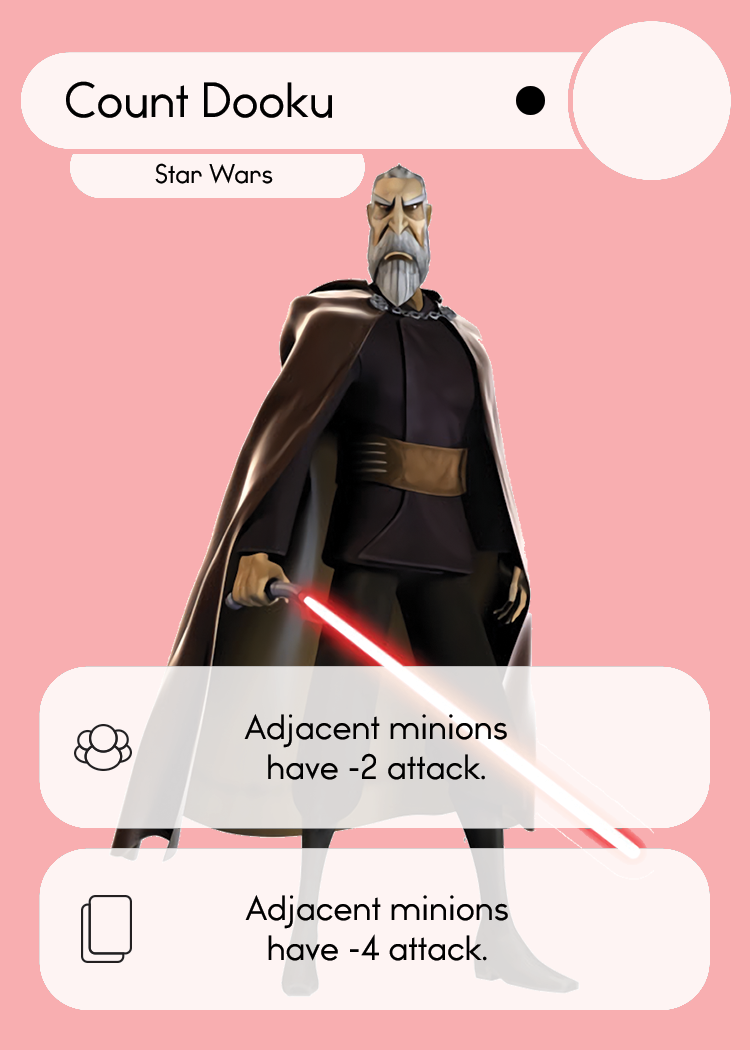 Count Dooku
Star Wars
Adjacent minions
have -2 attack.
Adjacent minions
have -4 attack.